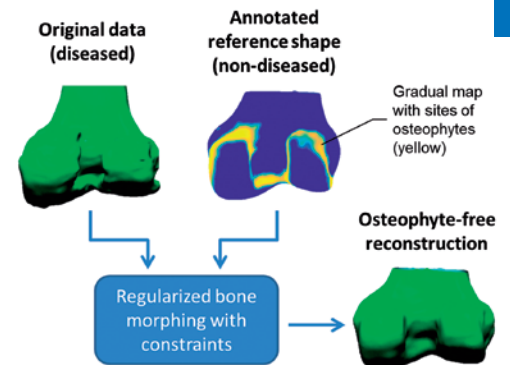 Original data
(diseased)
Annotated
reference shape
(non-diseased)
Gradual map
with sites of
osteophytes
(yellow)
Osteophyte-free
reconstruction
Regularized bone
morphing with
constraints